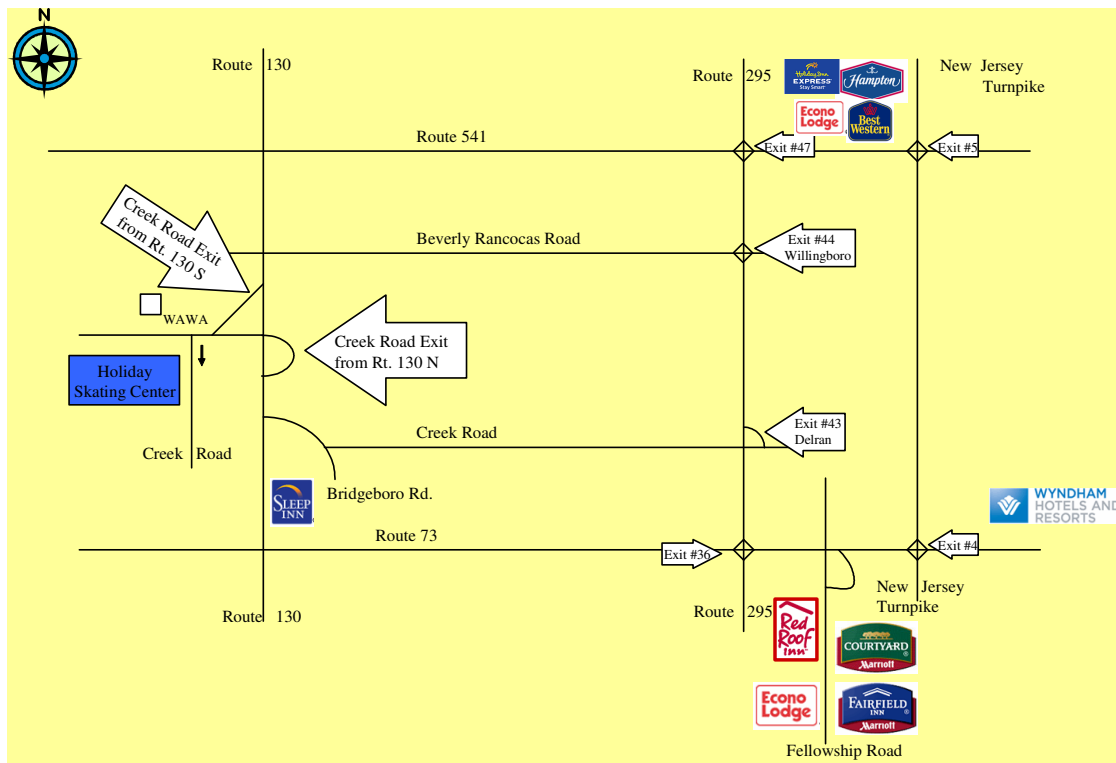 N
Route 130
Route 295
Holiday Inn
EXPRESS
Stay Smart
Hampton
New Jersey
Turnpike
Econo
Lodge
Best
Western
Route 541
Exit #47
Exit #5
Creek Road Exit
from Rt. 130 S
Beverly Rancocas Road
Exit #44
Willingboro
WAWA
Creek Road Exit
from Rt. 130 N
Holiday
Skating Center
Creek Road
Creek Road
Exit #43
Delran
SLEEP
INN
Bridgeboro Rd.
WYNDHAM
HOTELS AND
RESORTS
Route 73
Exit #36
Exit #4
New Jersey
Turnpike
Route 130
Route 295
Red
Roof
Inn
COURTYARD
Marriott
Econo
Lodge
FAIRFIELD
INN
Marriott
Fellowship Road